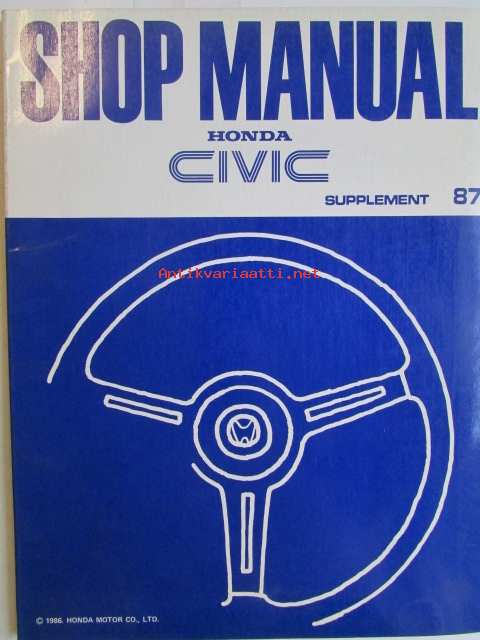 SHOP MANUAL
HONDA
CIVIC
SUPPLEMENT 87
Antikvariaatti.net
© 1986. HONDA MOTOR CO., LTD.